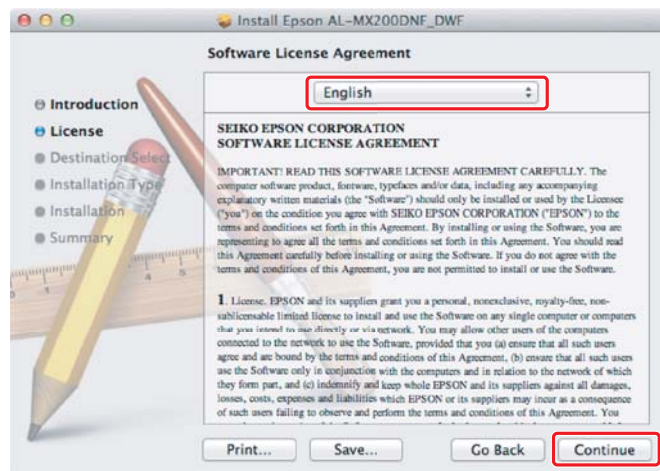 Install Epson AL-MX200DNF_DWF
Software License Agreement
Introduction
License
Destination Select
Installation Type
Installation
Summary
English
SEIKO EPSON CORPORATION
SOFTWARE LICENSE AGREEMENT
IMPORTANT! READ THIS SOFTWARE LICENSE AGREEMENT CAREFULLY. The
computer software product, fontware, typefaces and/or data, including any accompanying
explanatory written materials (the "Software") should only be installed or used by the Licensee
("you") on the condition you agree with SEIKO EPSON CORPORATION ("EPSON") to the
terms and conditions set forth in this Agreement. By installing or using the Software, you are
representing to agree all the terms and conditions set forth in this Agreement. You should read
this Agreement carefully before installing or using the Software. If you do not agree with the
terms and conditions of this Agreement, you are not permitted to install or use the Software.
1. License. EPSON and its suppliers grant you a personal, nonexclusive, royalty-free, non-
sublicensable limited license to install and use the Software on any single computer or computers
that you intend to use directly or via network. You may allow other users of the computers
connected to the network to use the Software, provided that you (a) ensure that all such users
agree and are bound by the terms and conditions of this Agreement, (b) ensure that all such users
use the Software only in conjunction with the computers and in relation to the network of which
they form part, and (c) indemnify and keep whole EPSON and its suppliers against all damages,
losses, costs, expenses and liabilities which EPSON or its suppliers may incur as a consequence
of such users failing to observe and perform the terms and conditions of this Agreement. You
Print...
Save...
Go Back
Continue